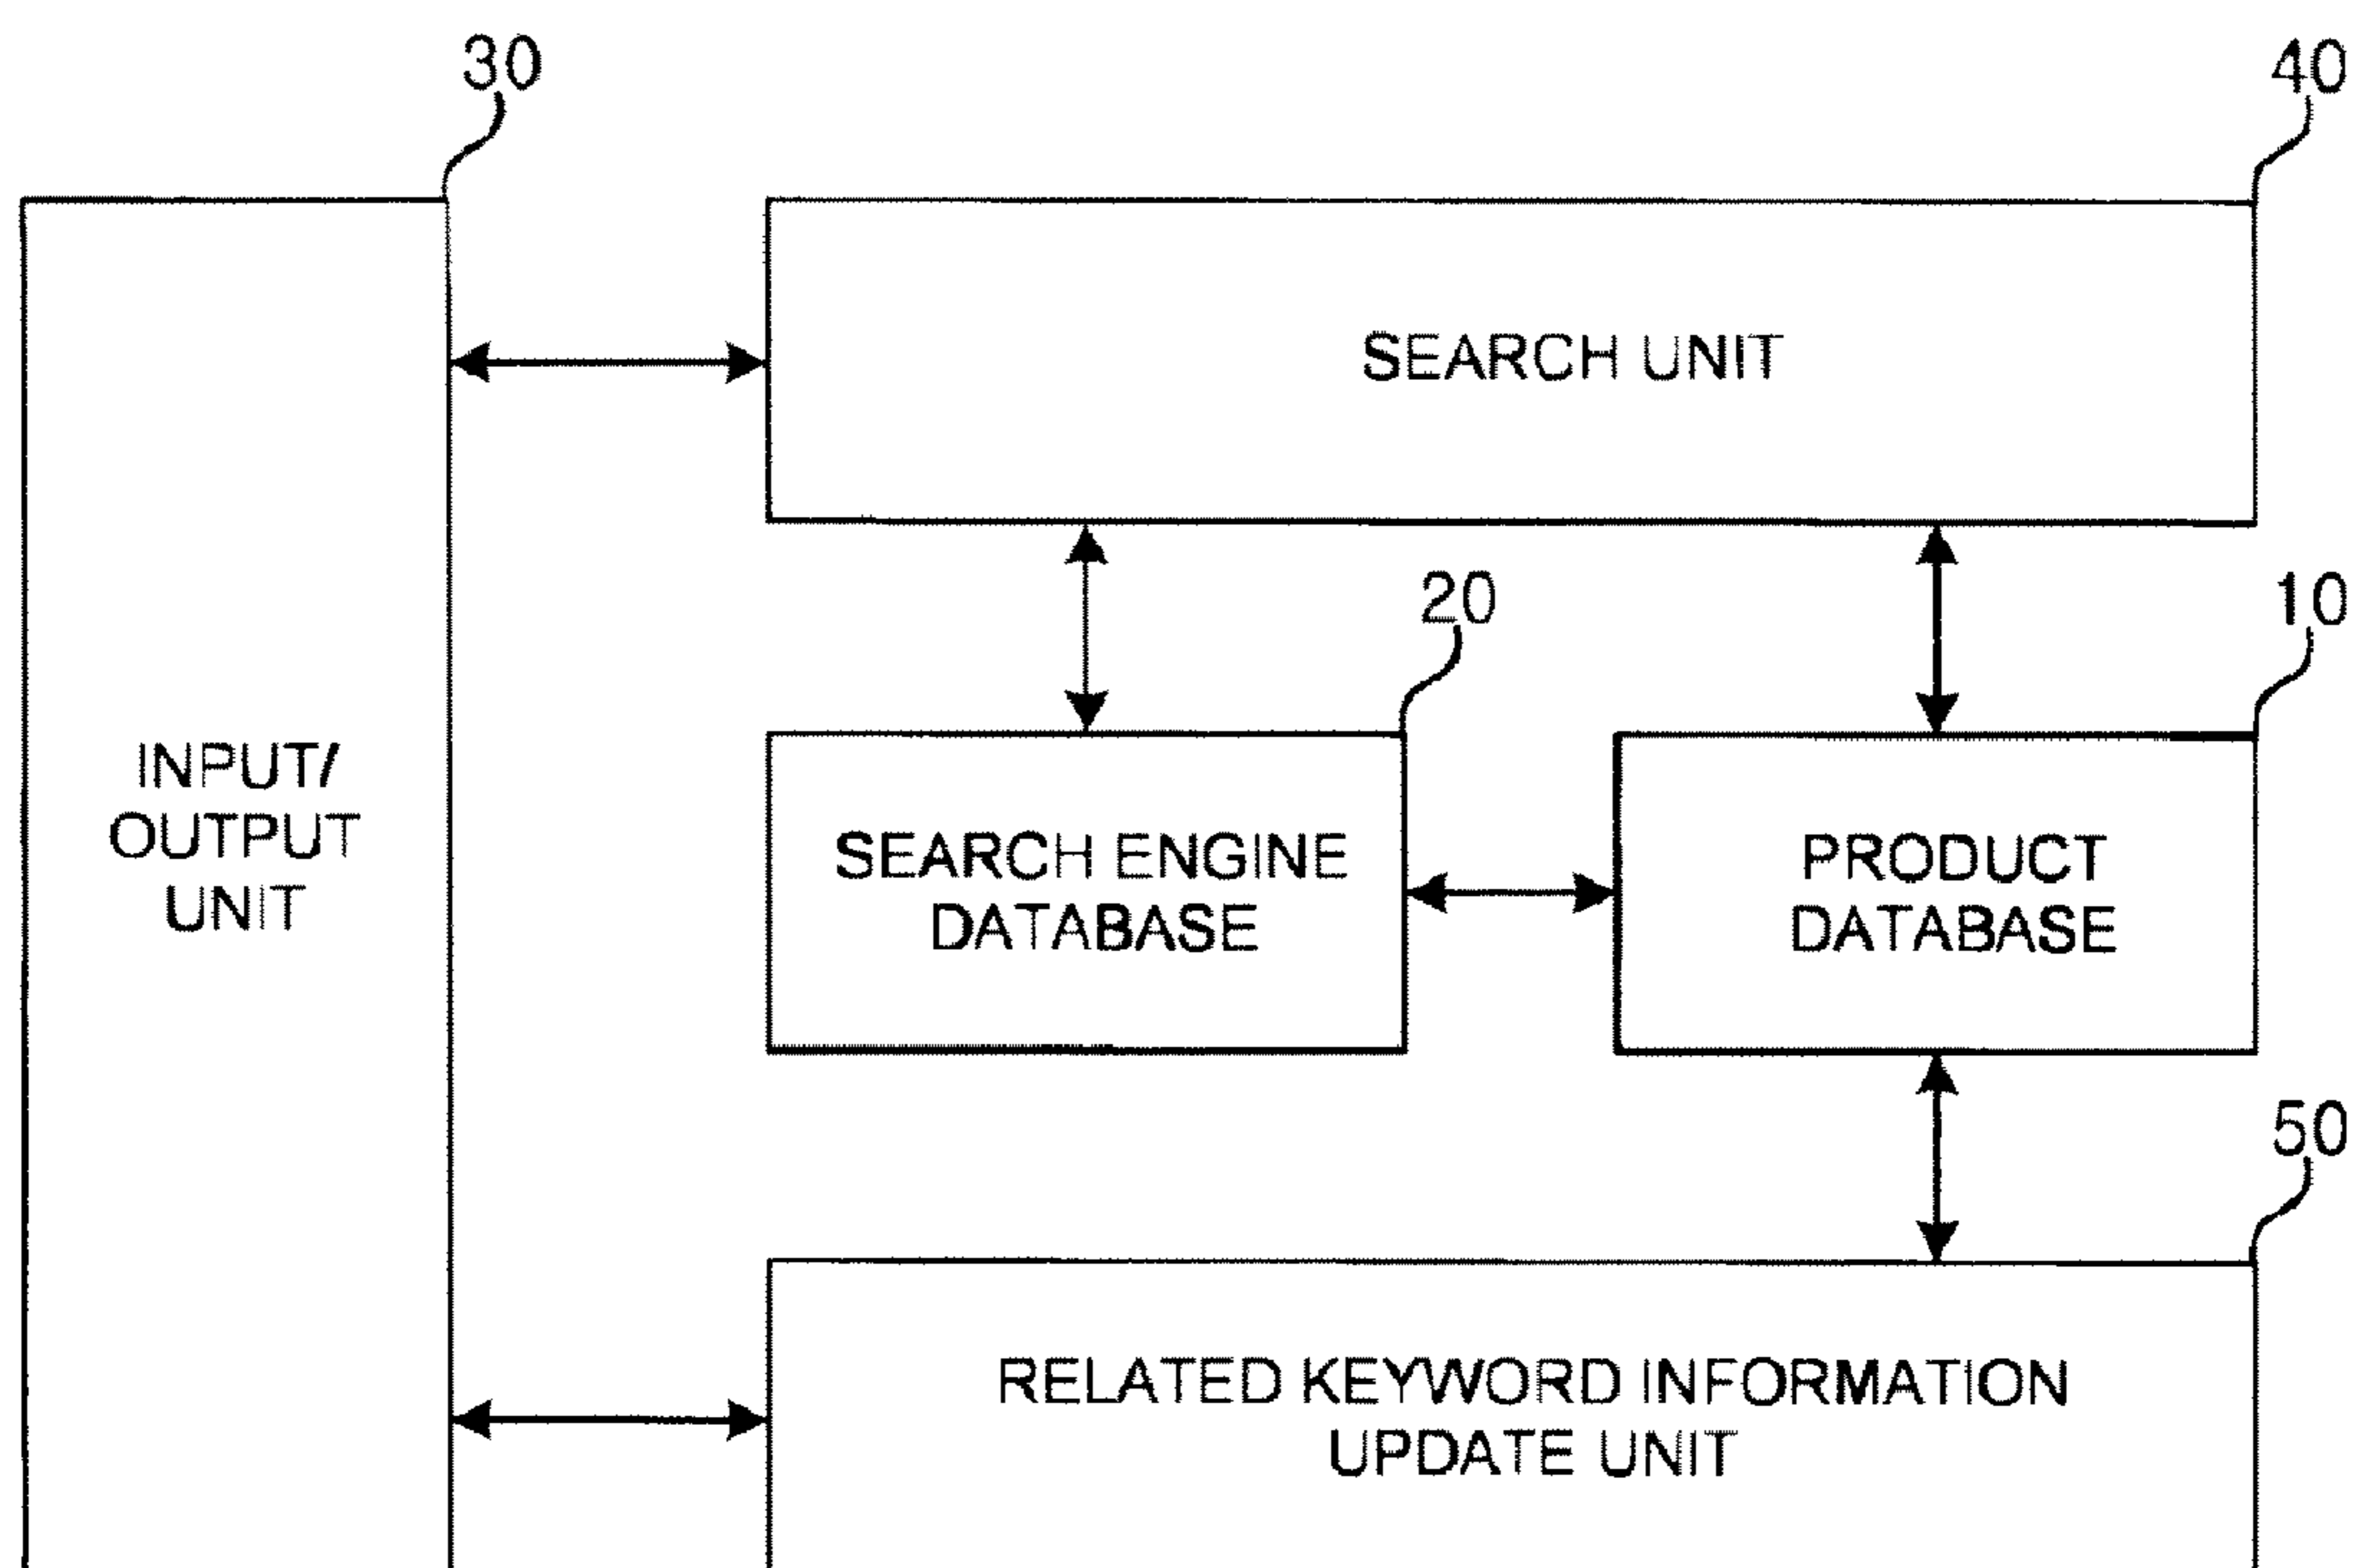 30
40
SEARCH UNIT
20
10
INPUT/
OUTPUT
UNIT
SEARCH ENGINE
DATABASE
PRODUCT
DATABASE
50
RELATED KEYWORD INFORMATION
UPDATE UNIT